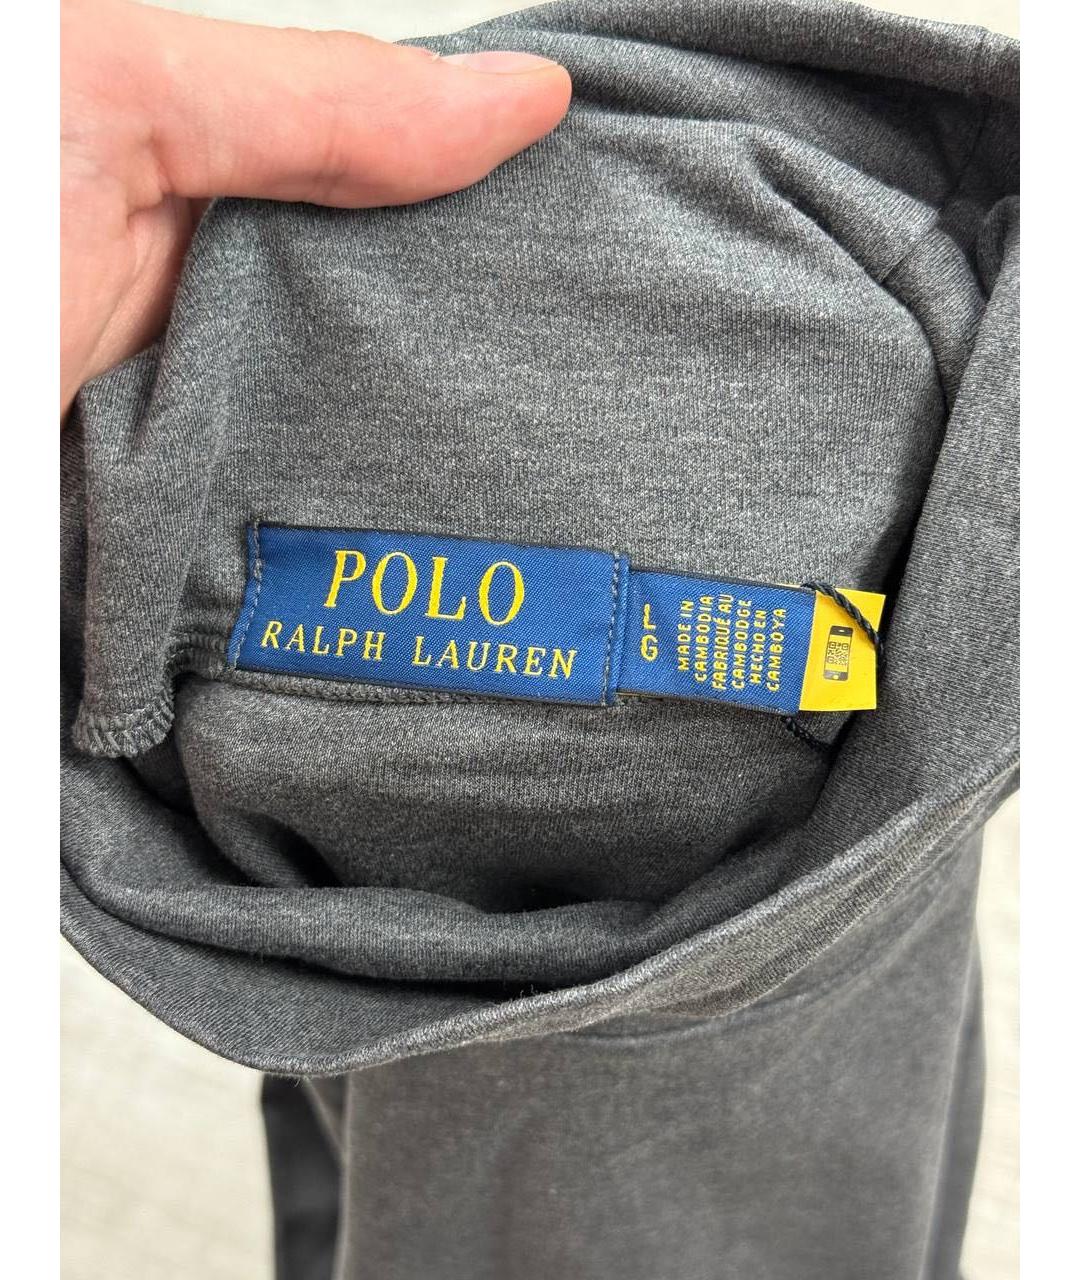 POLO
RALPH LAUREN
L
G
MADE IN
CAMBODIA
FABRIQUÉ AU
CAMBODGE
HECHO EN
CAMBOYA